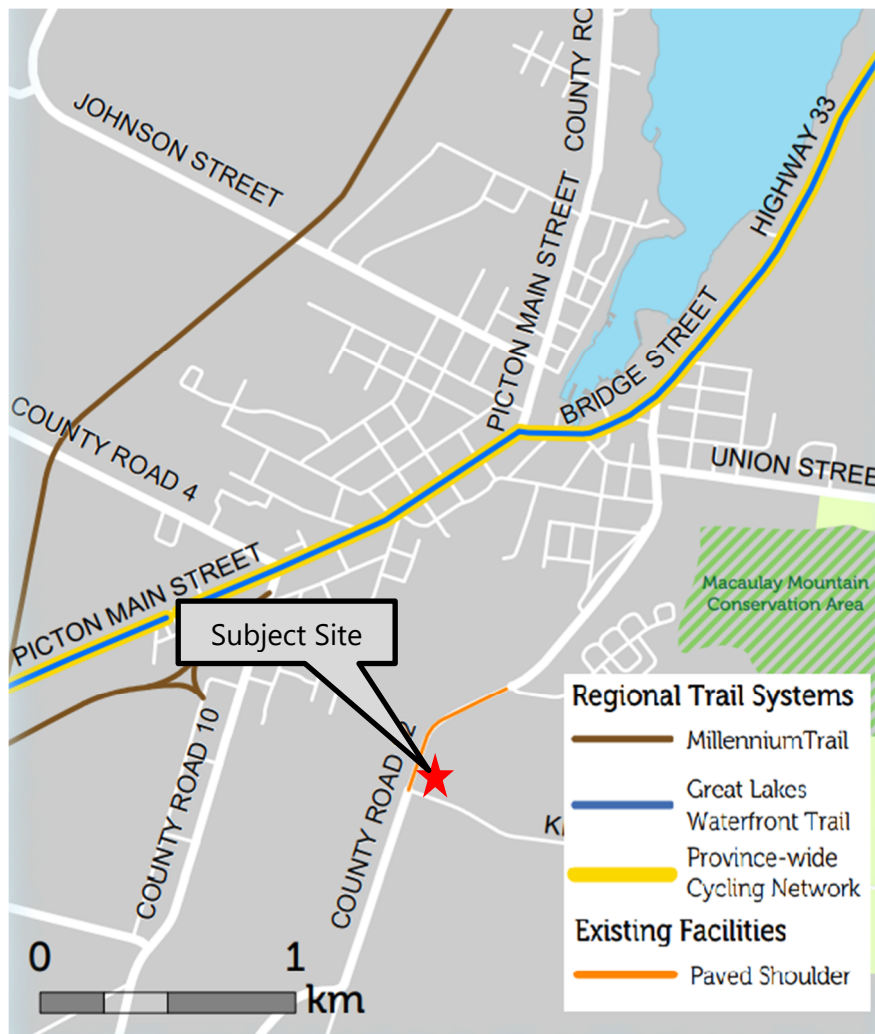 COUNTY RO
JOHNSON STREET
HIGHWAY 33
PICTON MAIN STREET
BRIDGE STREET
COUNTY ROAD 4
UNION STREE
PICTON MAIN STREET
Macaulay Mountain
Conservation Area
Subject Site
COUNTY ROAD 10
COUNTY ROAD 2
Regional Trail Systems
MillenniumTrail
Great Lakes
Waterfront Trail
Province-wide
Cycling Network
Existing Facilities
Paved Shoulder
0 1
km